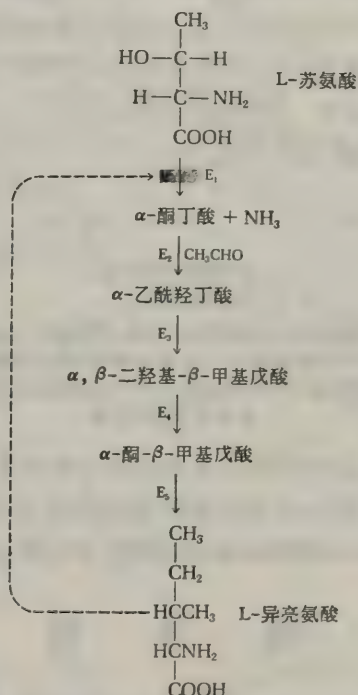 CH₃
HO—C—H
H—C—NH₂
COOH
L-苏氨酸
E₁
α-酮丁酸 + NH₃
E₂ CH₃CHO
α-乙酰羟丁酸
E₃
α, β-二羟基-β-甲基戊酸
E₄
α-酮-β-甲基戊酸
E₅
CH₃
CH₂
HCCH₃
L-异亮氨酸
HCNH₂
COOH